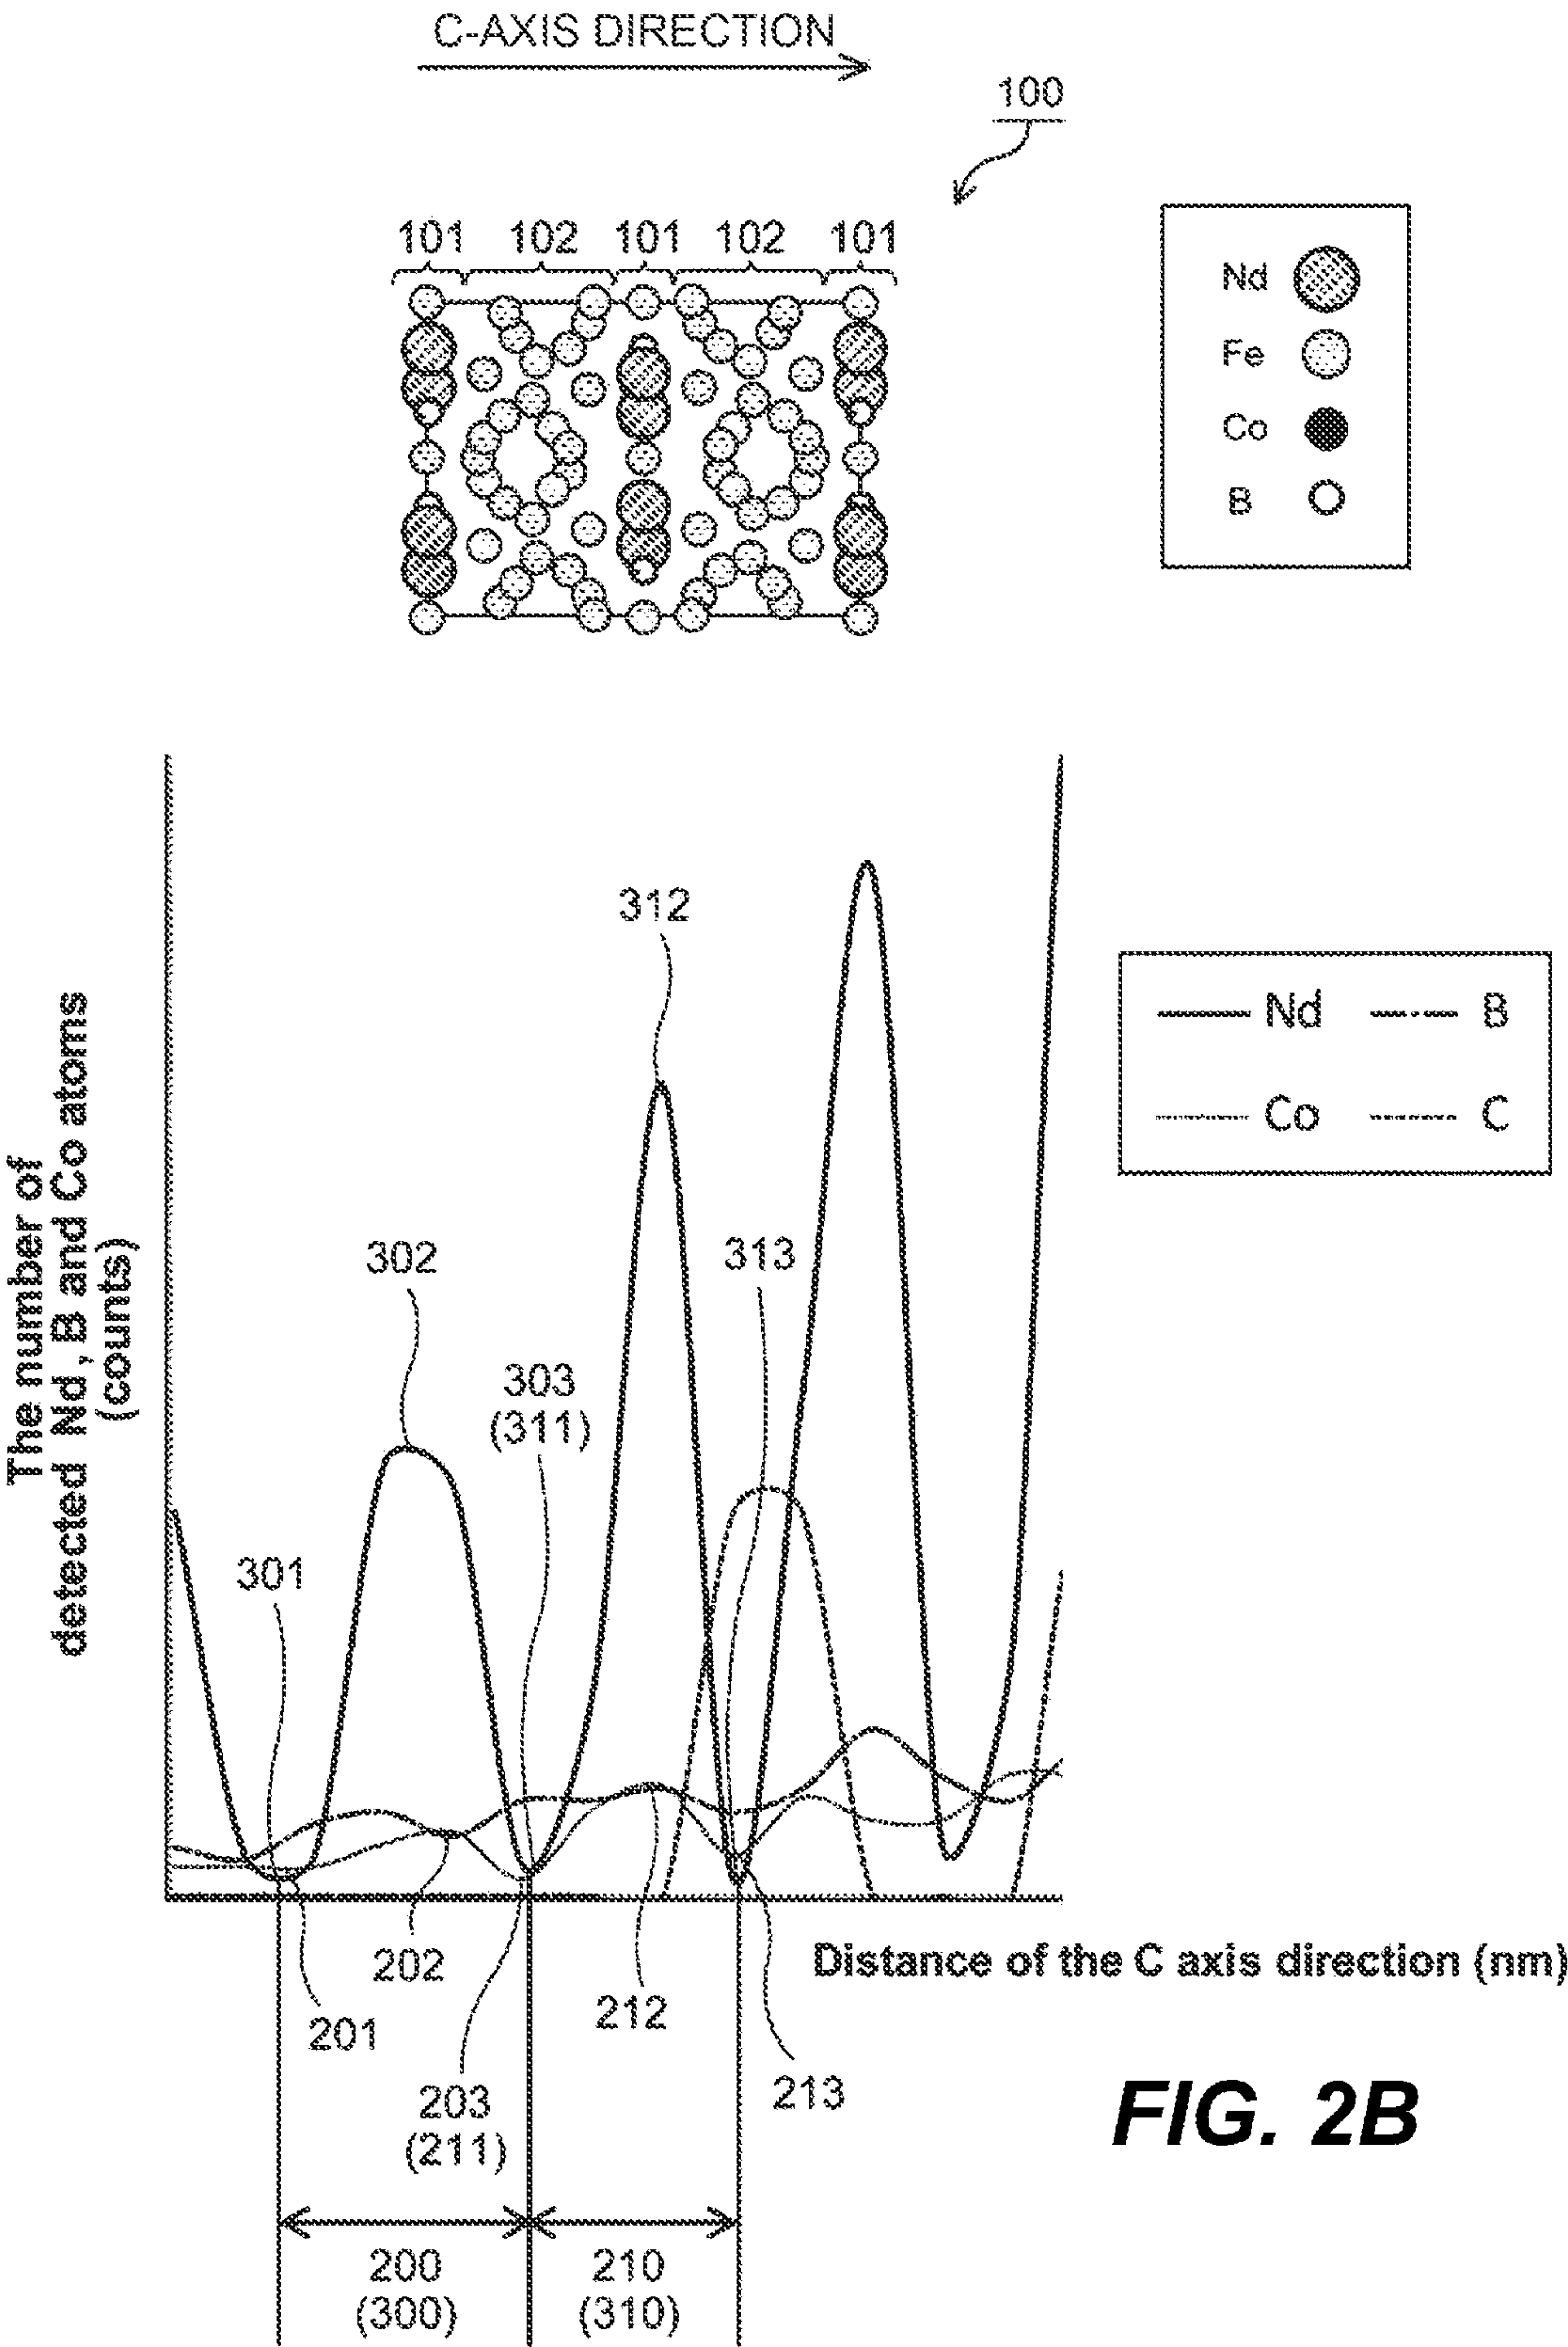 C-AXIS DIRECTION
100
101 102 101 102 101
Nd
Fe
Co
B
The number of
detected Nd, B and Co atoms
(counts)
312
Nd B
Co C
302
313
303
(311)
301
202
Distance of the C axis direction (nm)
212
201
213
203
(211)
FIG. 2B
200 210
(300) (310)